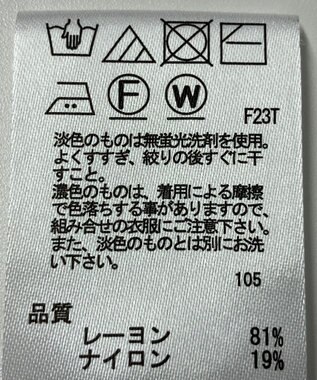 F W
F23T
淡色のものは無蛍光洗剤を使用。
よくすすぎ、絞りの後すぐに干
すこと。
濃色のものは、着用による摩擦
で色落ちする事がありますので、
組み合せの衣服にご注意下さい。
また、淡色のものとは別にお洗
い下さい。
105
品質
レーヨン 81%
ナイロン 19%